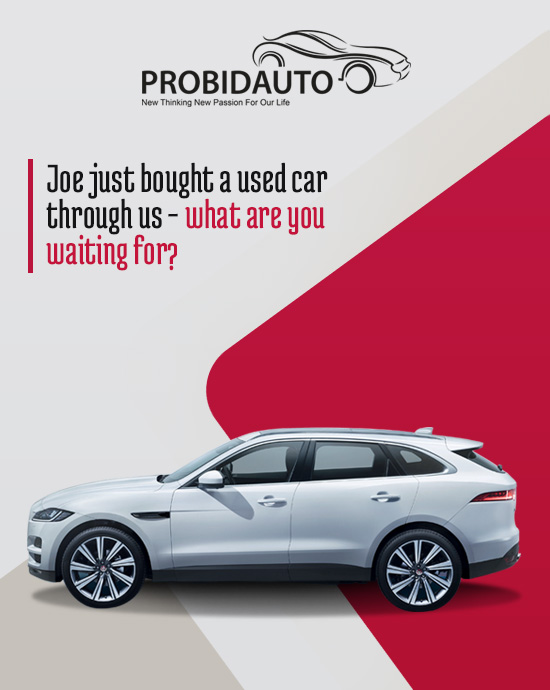 PROBIDAUTO
New Thinking New Passion For Our Life
Joe just bought a used car
through us - what are you
waiting for?